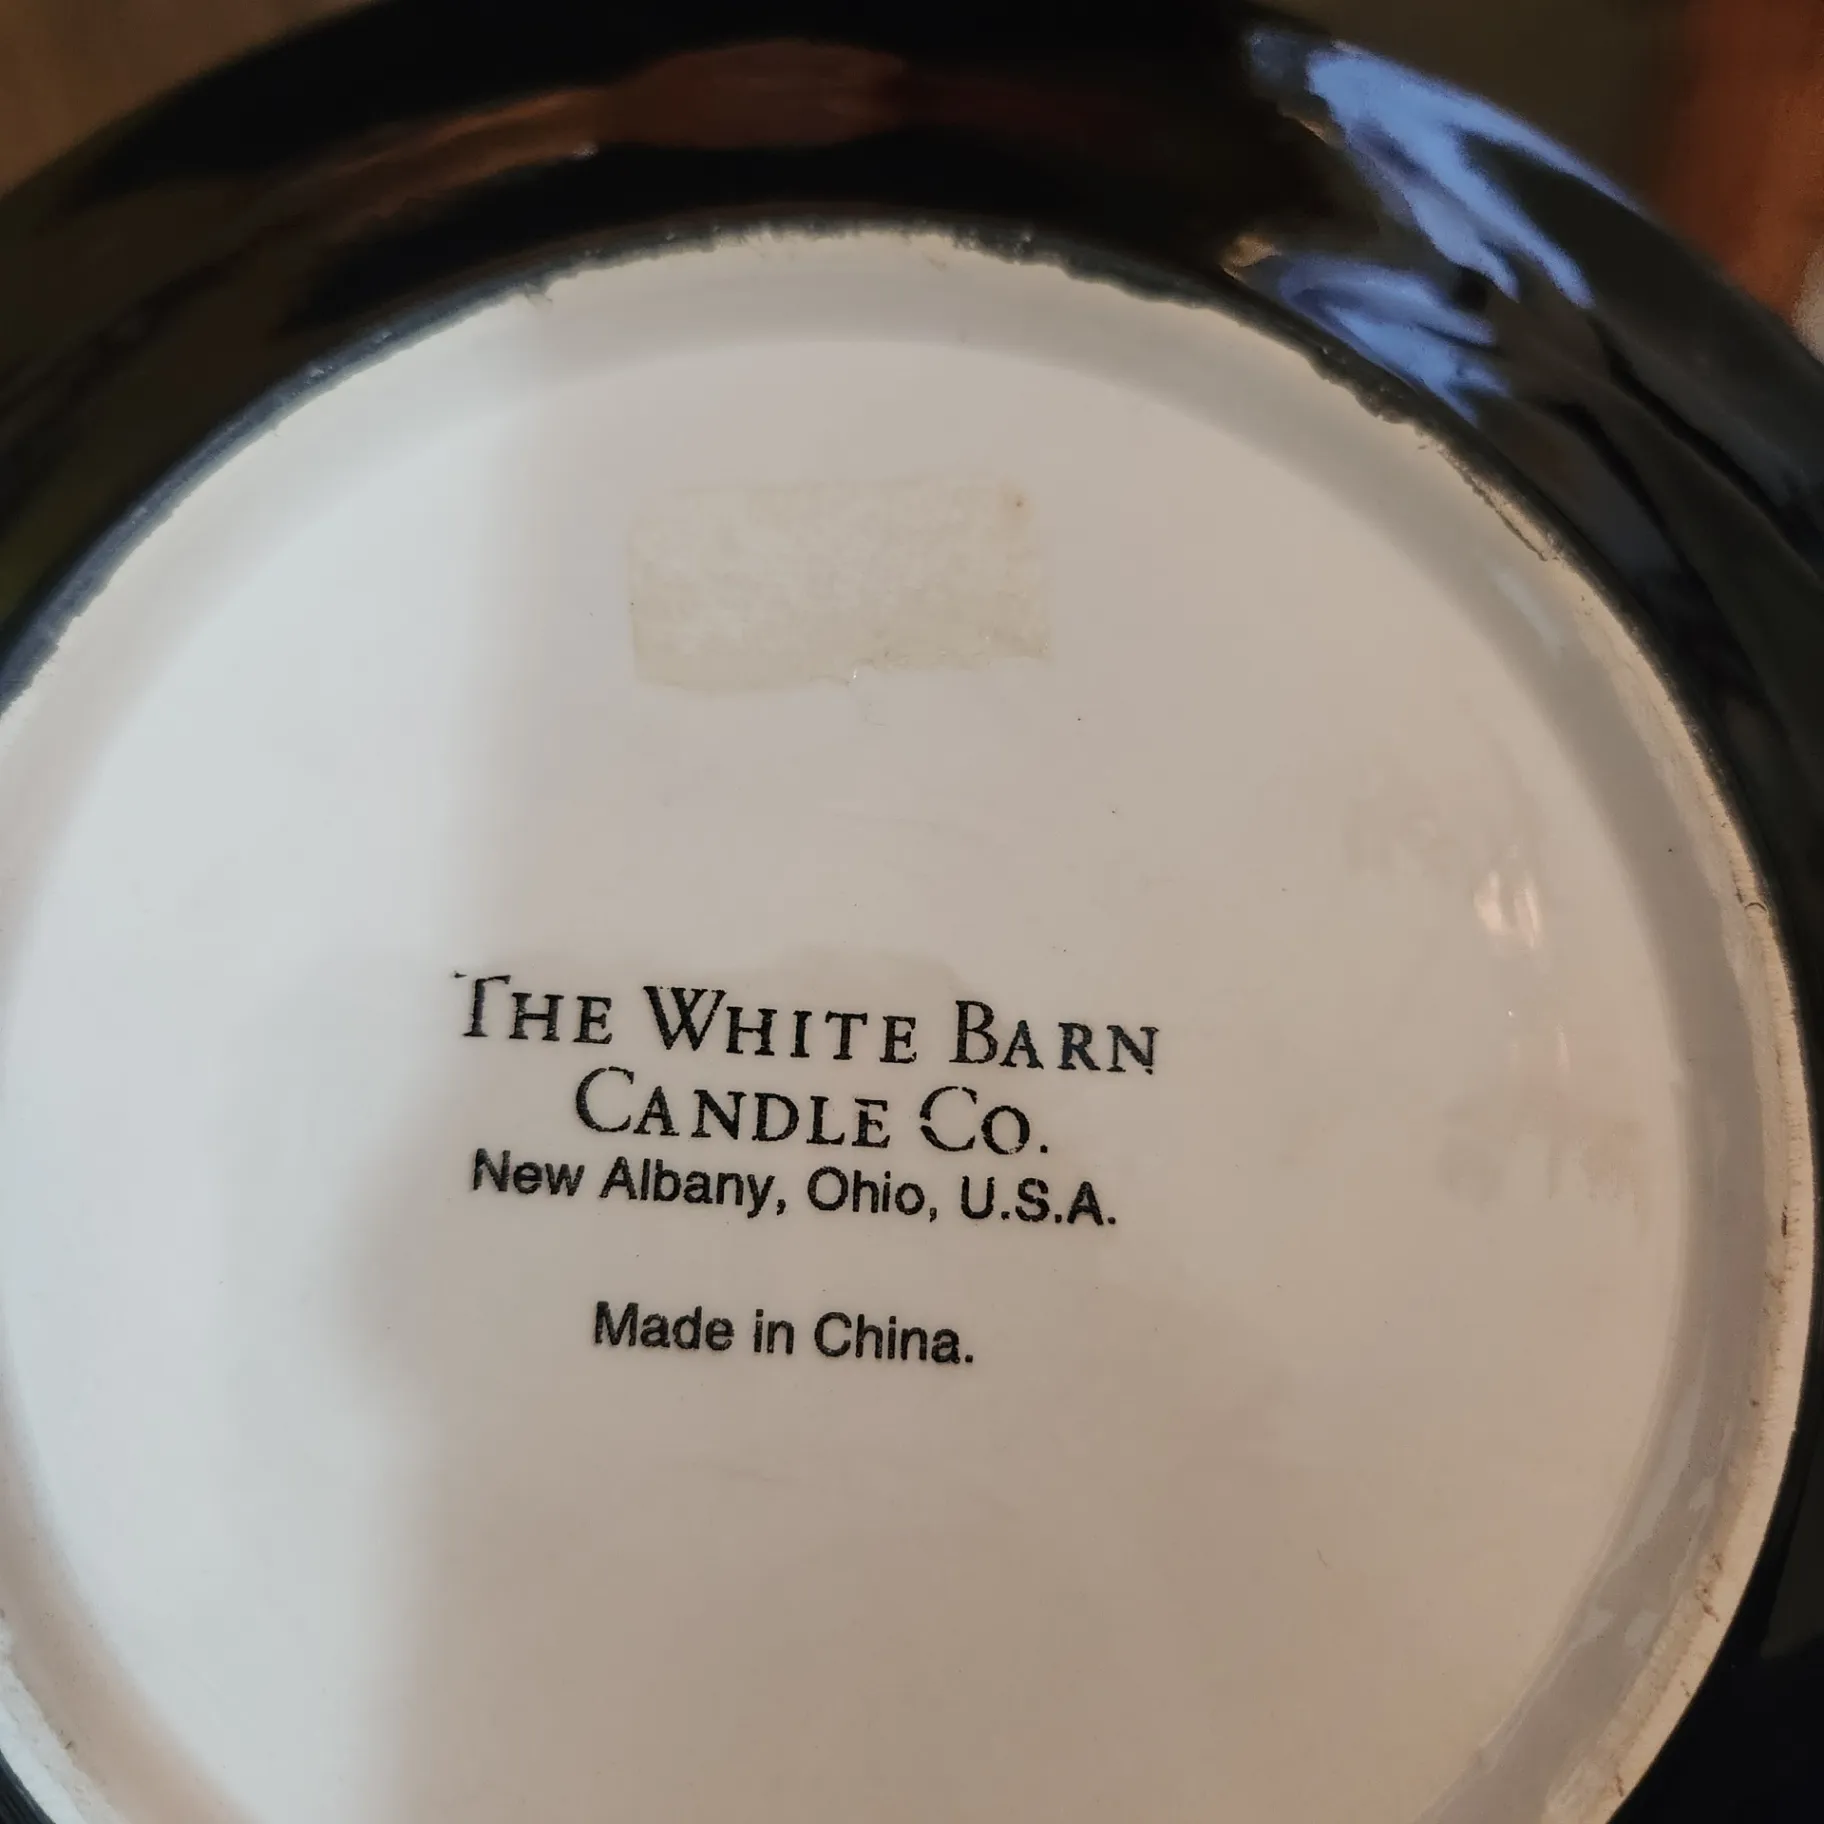 THE WHITE BARN
CANDLE CO.
New Albany, Ohio, U.S.A.
Made in China.